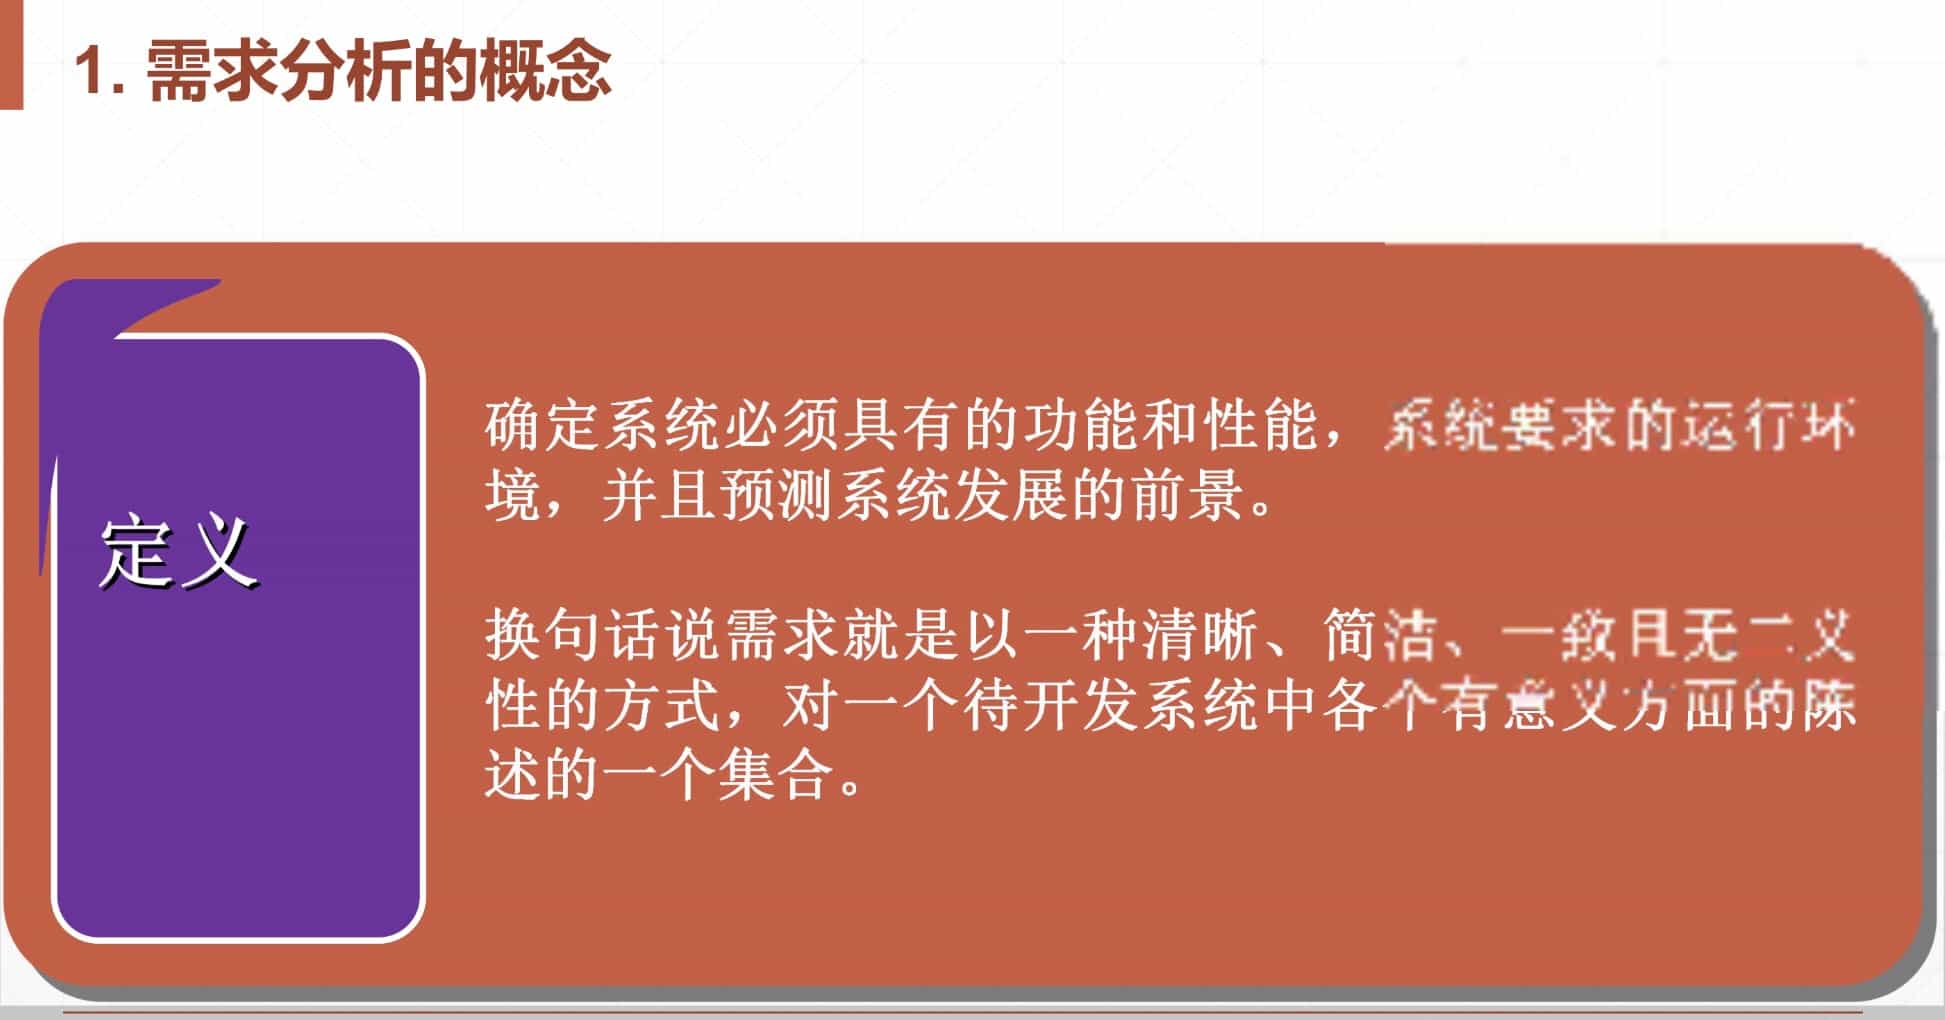 1. 需求分析的概念
定义
确定系统必须具有的功能和性能，系统要求的运行环
境，并且预测系统发展的前景。
换句话说需求就是以一种清晰、简洁、一致且无二义
性的方式，对一个待开发系统中各个有意义方面的陈
述的一个集合。